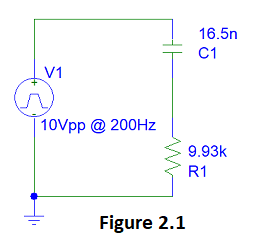 16.5n
C1
V1
+
-
10Vpp @ 200Hz
9.93k
R1
Figure 2.1